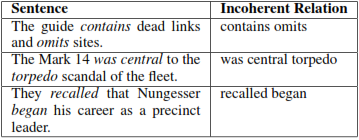 Sentence Incoherent Relation
The guide contains dead links contains omits
and omits sites.
The Mark 14 was central to the was central torpedo
torpedo scandal of the fleet.
They recalled that Nungesser recalled began
began his career as a precinct
leader.